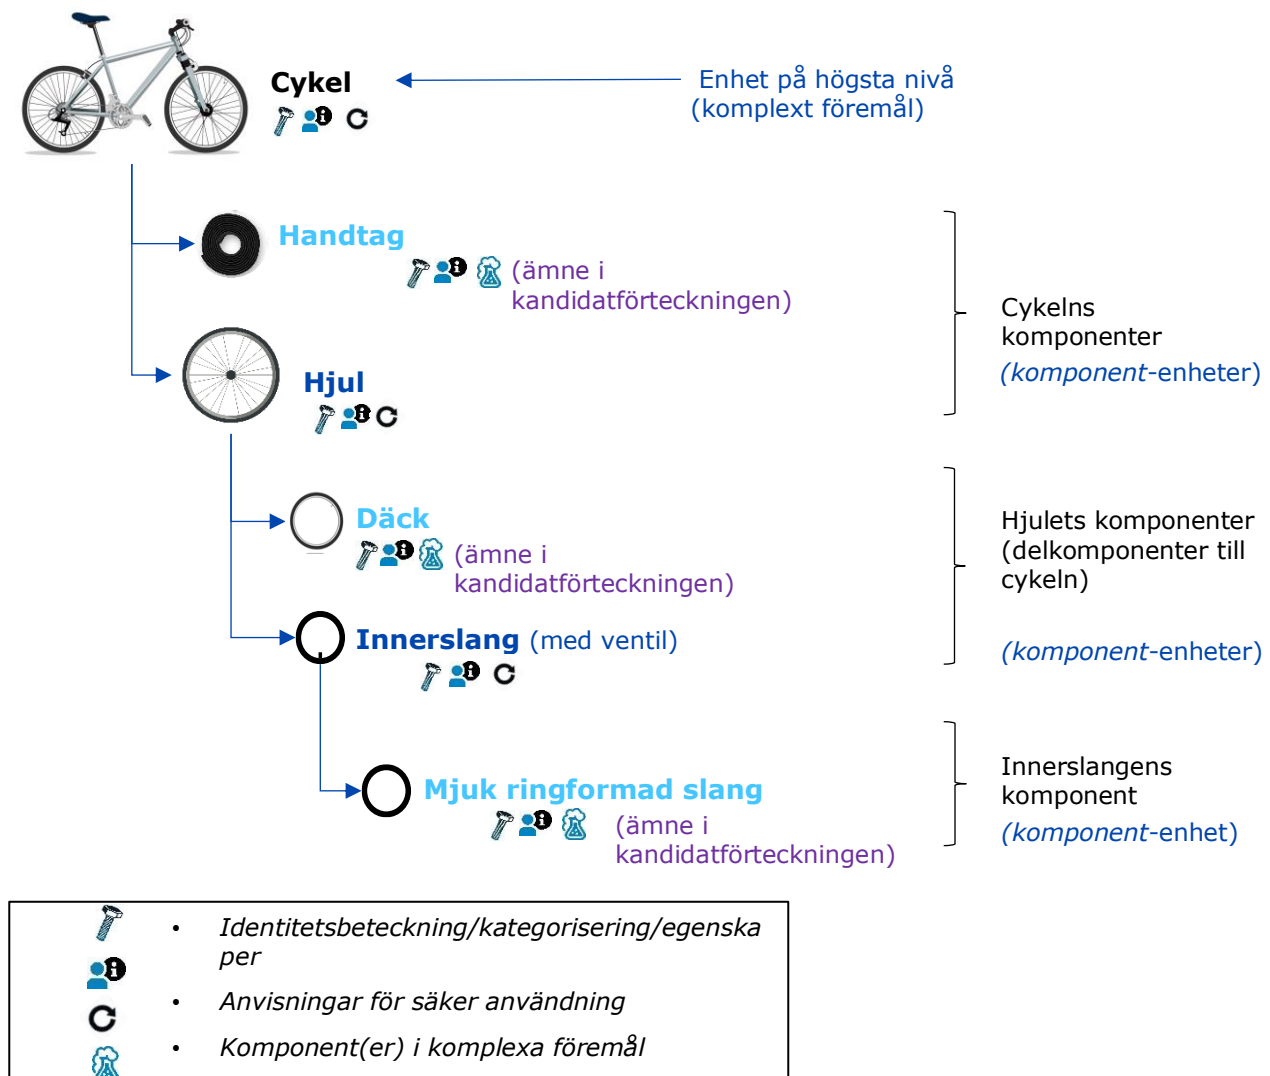 Cykel
Enhet på högsta nivå
(komplext föremål)
Handtag
(ämne i
kandidatförteckningen)
Cykelns
komponenter
(komponent-enheter)
Hjul
Däck
(ämne i
kandidatförteckningen)
Hjulets komponenter
(delkomponenter till
cykeln)
(komponent-enheter)
Innerslang (med ventil)
Mjuk ringformad slang
(ämne i
kandidatförteckningen)
Innerslangens
komponent
(komponent-enhet)
• Identitetsbeteckning/kategorisering/egenska
per
• Anvisningar för säker användning
• Komponent(er) i komplexa föremål